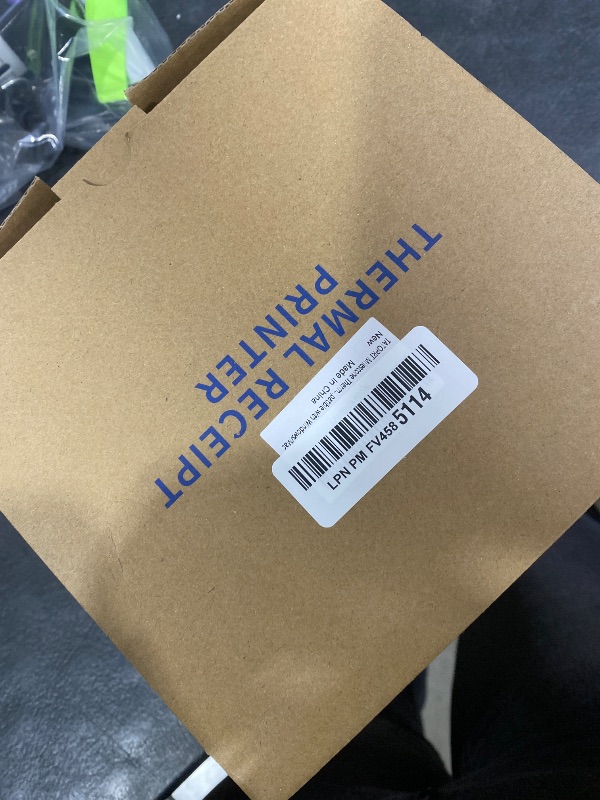 THERMAL RECEIPT
PRINTER
New
Made in China
LPN PM FV458 5114